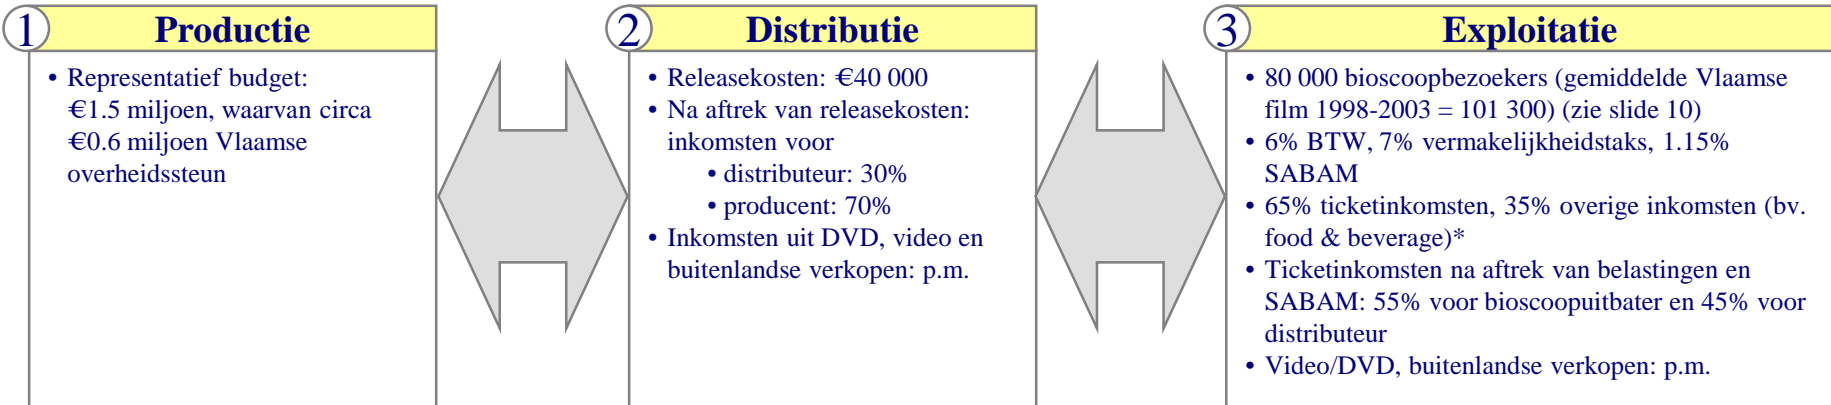 1 Productie
• Representatief budget:
€1.5 miljoen, waarvan circa
€0.6 miljoen Vlaamse
overheidssteun
2 Distributie
• Releasekosten: €40 000
• Na aftrek van releasekosten:
inkomsten voor
• distributeur: 30%
• producent: 70%
• Inkomsten uit DVD, video en
buitenlandse verkopen: p.m.
3 Exploitatie
• 80 000 bioscoopbezoekers (gemiddelde Vlaamse
film 1998-2003 = 101 300) (zie slide 10)
• 6% BTW, 7% vermakelijkheidstaks, 1.15%
SABAM
• 65% ticketinkomsten, 35% overige inkomsten (bv.
food & beverage)*
• Ticketinkomsten na aftrek van belastingen en
SABAM: 55% voor bioscoopuitbater en 45% voor
distributeur
• Video/DVD, buitenlandse verkopen: p.m.